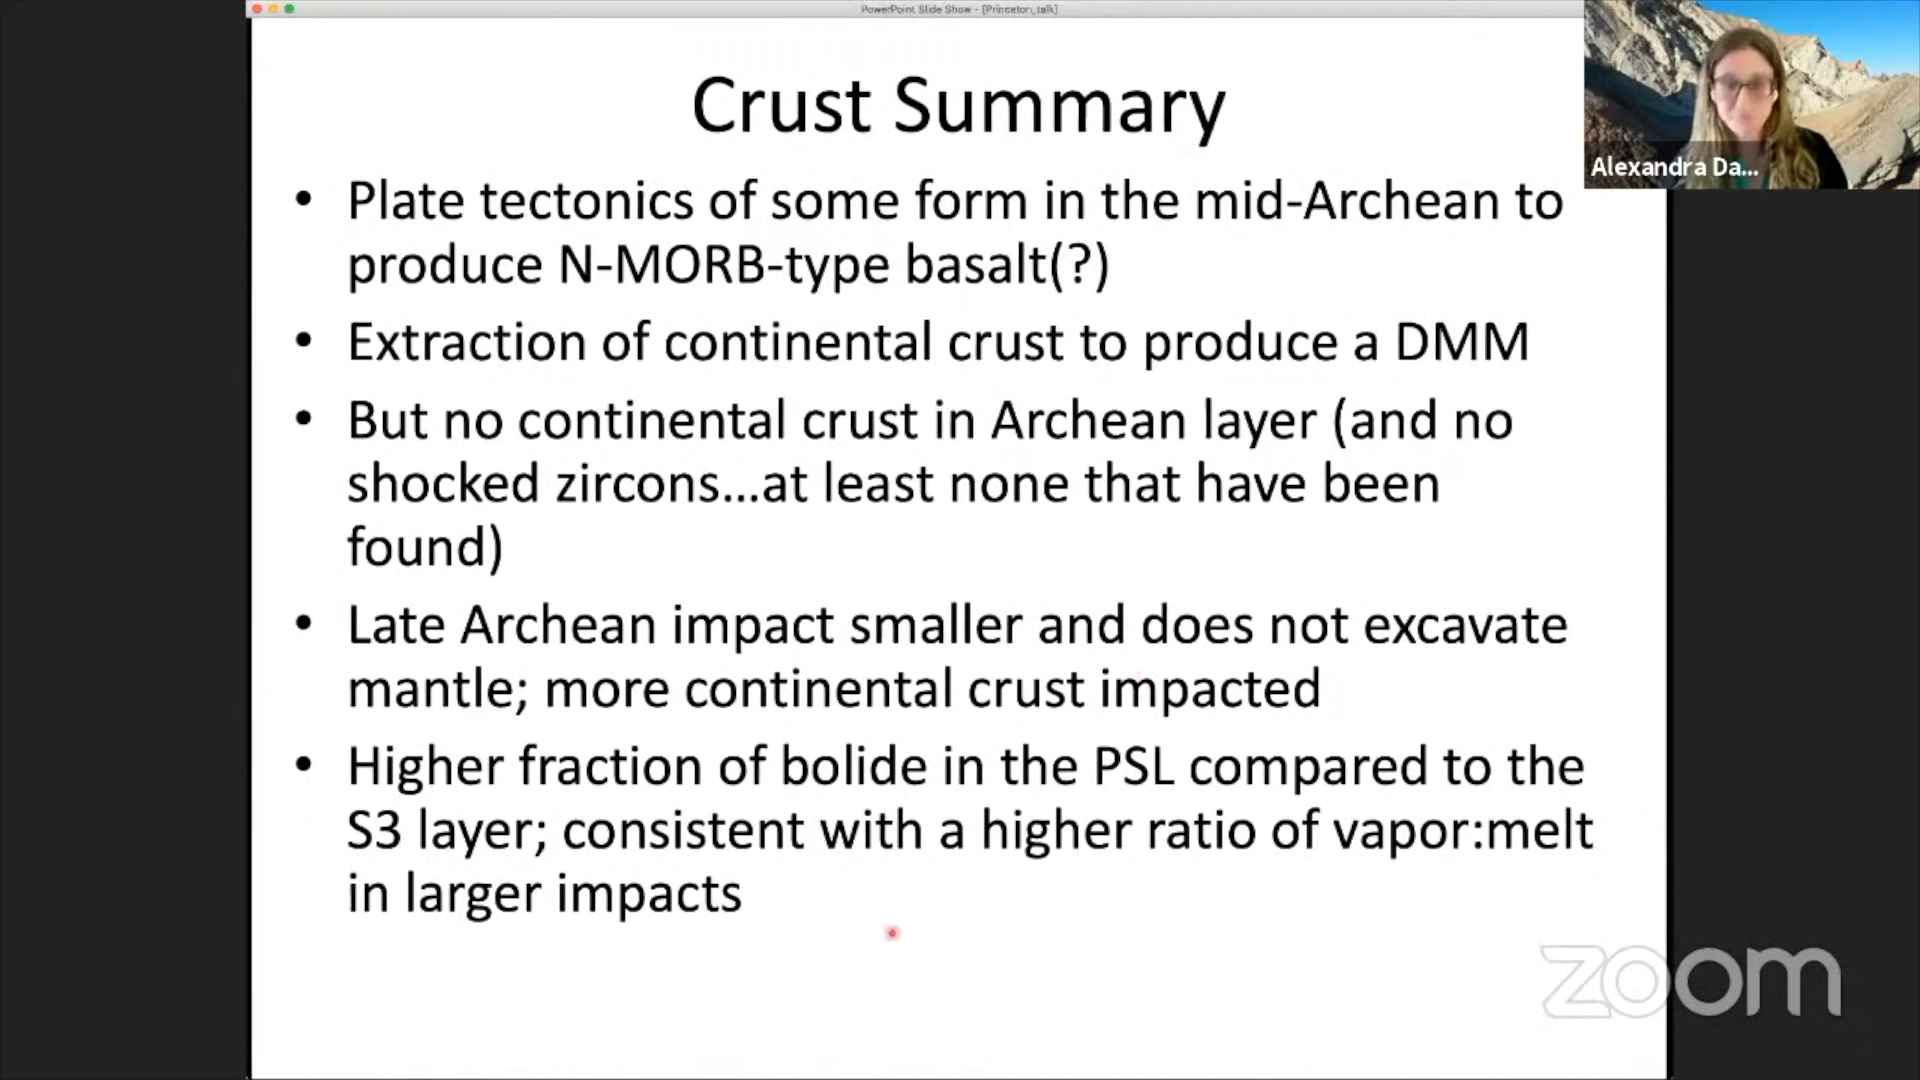 PowerPoint Slide Show - [Princeton_talk]
Alexandra Da...
Crust Summary
• Plate tectonics of some form in the mid-Archean to
produce N-MORB-type basalt(?)
• Extraction of continental crust to produce a DMM
• But no continental crust in Archean layer (and no
shocked zircons...at least none that have been
found)
• Late Archean impact smaller and does not excavate
mantle; more continental crust impacted
• Higher fraction of bolide in the PSL compared to the
S3 layer; consistent with a higher ratio of vapor:melt
in larger impacts
zoom